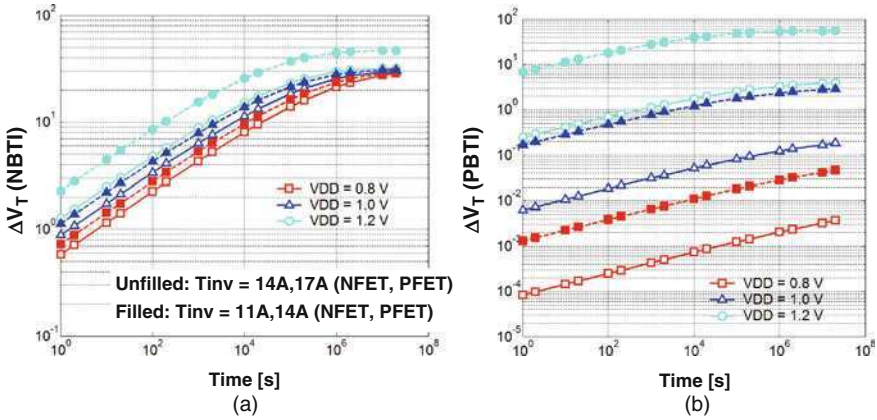 10^2
10^1
10^0
10^-1
ΔV_T (NBTI)
VDD = 0.8 V
VDD = 1.0 V
VDD = 1.2 V
Unfilled: Tinv = 14A,17A (NFET, PFET)
Filled: Tinv = 11A,14A (NFET, PFET)
10^0 10^2 10^4 10^6 10^8
Time [s]
(a)
10^2
10^1
10^0
10^-1
10^-2
10^-3
10^-4
10^-5
ΔV_T (PBTI)
VDD = 0.8 V
VDD = 1.0 V
VDD = 1.2 V
10^0 10^2 10^4 10^6 10^8
Time [s]
(b)